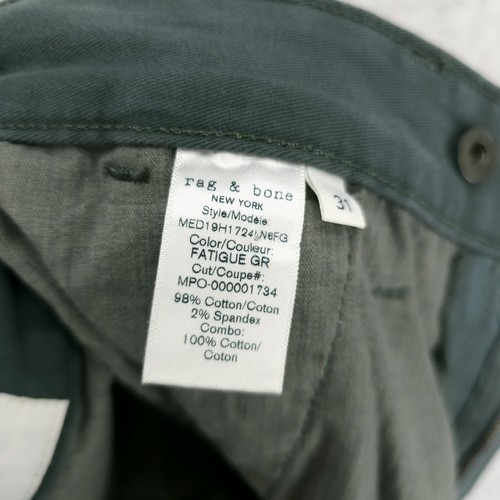 rag & bone
NEW YORK
Style/Modèle:
MED19H1724LN6FG
Color/Couleur:
FATIGUE GR
Cut/Coupe#:
MPO-000001734
98% Cotton/Coton
2% Spandex
Combo:
100% Cotton/
Coton
31